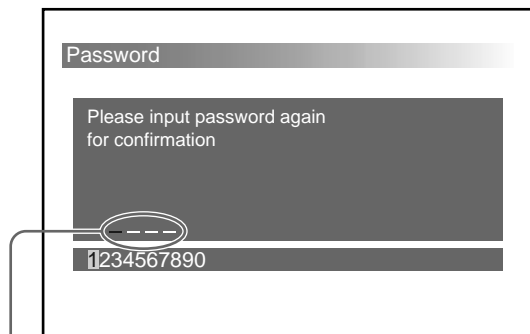 Password
Please input password again
for confirmation
_ _ _ _
1234567890